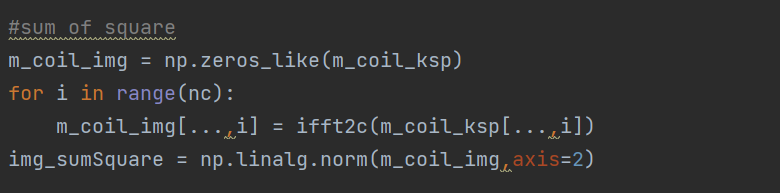 #sum of square
m_coil_img = np.zeros_like(m_coil_ksp)
for i in range(nc):
    m_coil_img[...,i] = ifft2c(m_coil_ksp[...,i])
img_sumSquare = np.linalg.norm(m_coil_img,axis=2)